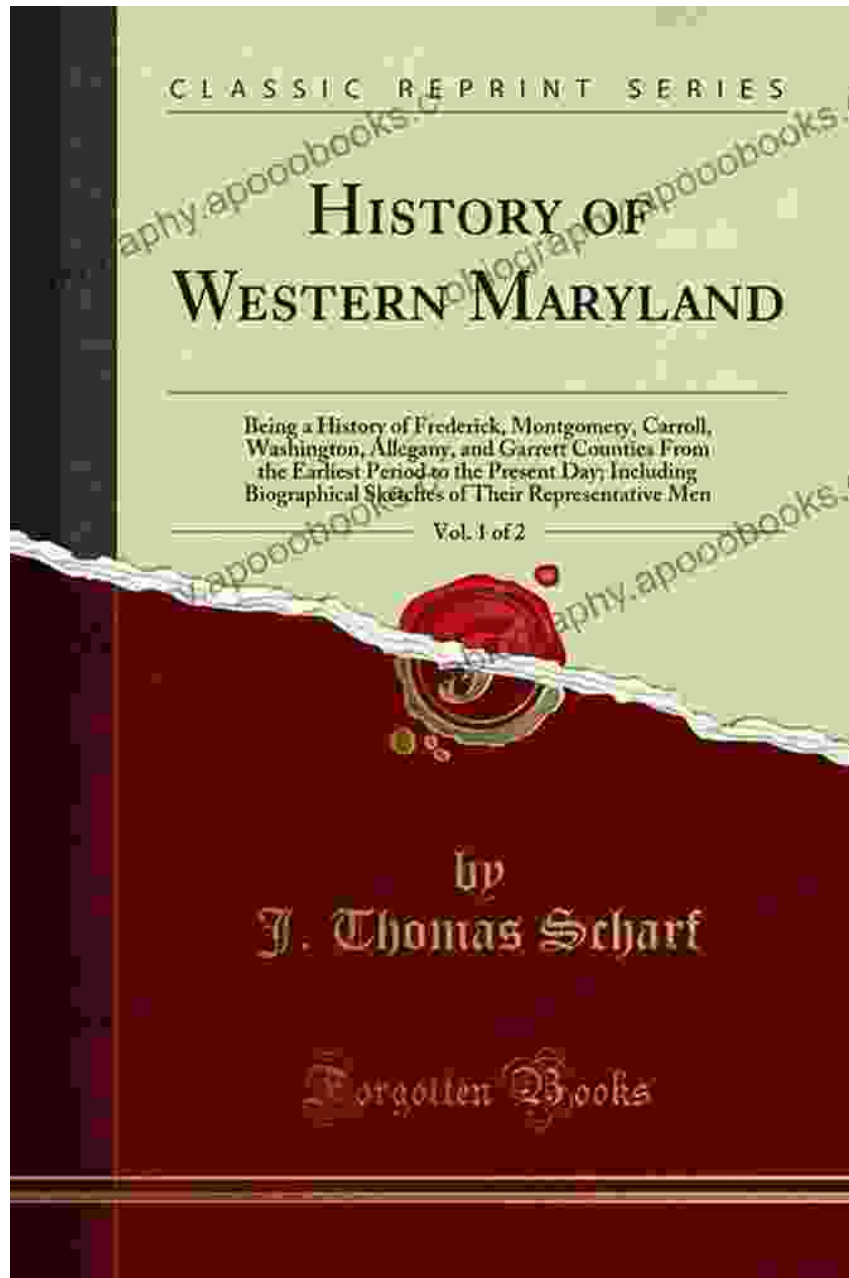 CLASSIC REPRINT SERIES
HISTORY OF
WESTERN MARYLAND
Being a History of Frederick, Montgomery, Carroll,
Washington, Allegany, and Garrett Counties From
the Earliest Period to the Present Day; Including
Biographical Sketches of Their Representative Men
Vol. 1 of 2
by
J. Thomas Scharf
Forgotten Books